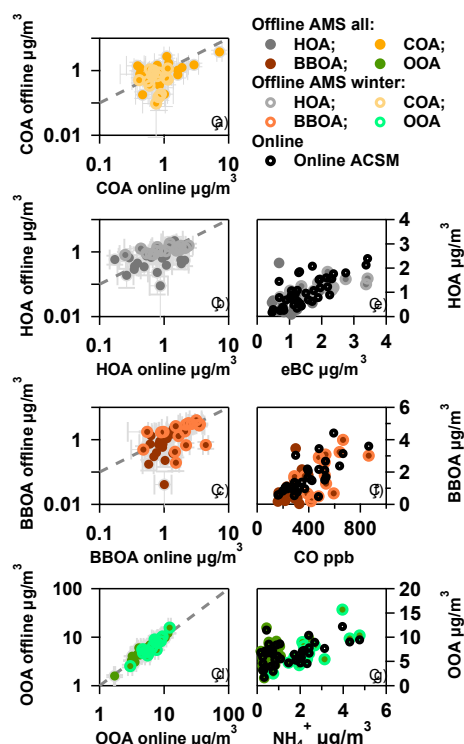 Offline AMS all:
HOA; COA;
BBOA; OOA
Offline AMS winter:
HOA; COA;
BBOA; OOA
Online
Online ACSM
COA offline µg/m³
1
0.01
0.1 1 10
COA online µg/m³
a)
HOA offline µg/m³
1
0.01
0.1 1 10
HOA online µg/m³
b)
4
3
2
1
0
HOA µg/m³
0 2 4
eBC µg/m³
e)
BBOA offline µg/m³
1
0.01
0.1 1 10
BBOA online µg/m³
c)
6
4
2
0
BBOA µg/m³
0 400 800
CO ppb
f)
OOA offline µg/m³
100
10
1
1 10 100
OOA online µg/m³
d)
20
15
10
5
0
OOA µg/m³
0 2 4 6
NH₄⁺ µg/m³
g)